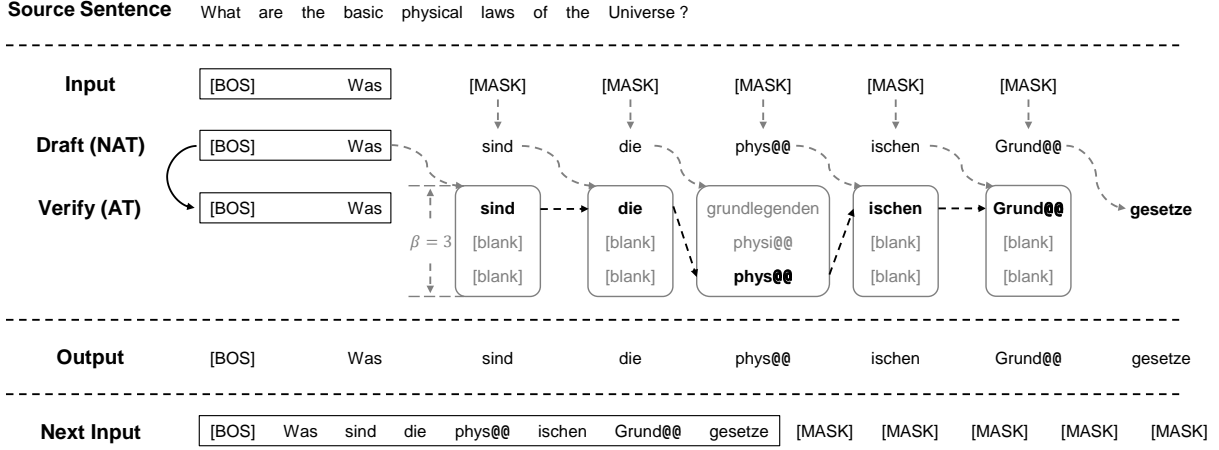 Source Sentence What are the basic physical laws of the Universe ?
Input [BOS] Was [MASK] [MASK] [MASK] [MASK] [MASK]
Draft (NAT) [BOS] Was sind die phys@@ ischen Grund@@
Verify (AT) [BOS] Was sind die grundlegenden ischen Grund@@ gesetze
β = 3 [blank] [blank] physi@@ [blank] [blank]
[blank] [blank] phys@@ [blank] [blank]
Output [BOS] Was sind die phys@@ ischen Grund@@ gesetze
Next Input [BOS] Was sind die phys@@ ischen Grund@@ gesetze [MASK] [MASK] [MASK] [MASK] [MASK]